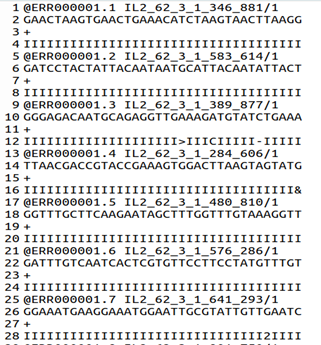 1 @ERR000001.1 IL2_62_3_1_346_881/1
2 GAACTAAGTGAACTGAAACATCTAAGTAACTTAAGG
3 +
4 IIIIIIIIIIIIIIIIIIIIIIIIIIIIIIIIIIII
5 @ERR000001.2 IL2_62_3_1_583_614/1
6 GATCCTACTATTACAATAATGCATTACAATATTACT
7 +
8 IIIIIIIIIIIIIIIIIIIIIIIIIIIIIIIIIIII
9 @ERR000001.3 IL2_62_3_1_389_877/1
10 GGGAGACAATGCAGAGGTTGAAAGATGTATCTGAAA
11 +
12 IIIIIIIIIIIIIIIIIIIIII>IIICIIIII-IIIII
13 @ERR000001.4 IL2_62_3_1_284_606/1
14 TTAACGACCGTACCGAAAGTGGACTTAAGTAGTATG
15 +
16 IIIIIIIIIIIIIIIIIIIIIIIIIIIIIIIIIII&
17 @ERR000001.5 IL2_62_3_1_480_810/1
18 GGTTTGCTTCAAGAATAGCTTTGGTTTGTAAAGGTT
19 +
20 IIIIIIIIIIIIIIIIIIIIIIIIIIIIIIIIIIII
21 @ERR000001.6 IL2_62_3_1_576_286/1
22 GATTTGTCAATCACTCGTGTTCCTTCCTATGTTTGT
23 +
24 IIIIIIIIIIIIIIIIIIIIIIIIIIIIIIIIIIII
25 @ERR000001.7 IL2_62_3_1_641_293/1
26 GGAAATGAAGGAAATGGAATTGCGTATTGTTGAATC
27 +
28 IIIIIIIIIIIIIIIIIIIIIIIIIIIIIII2IIII